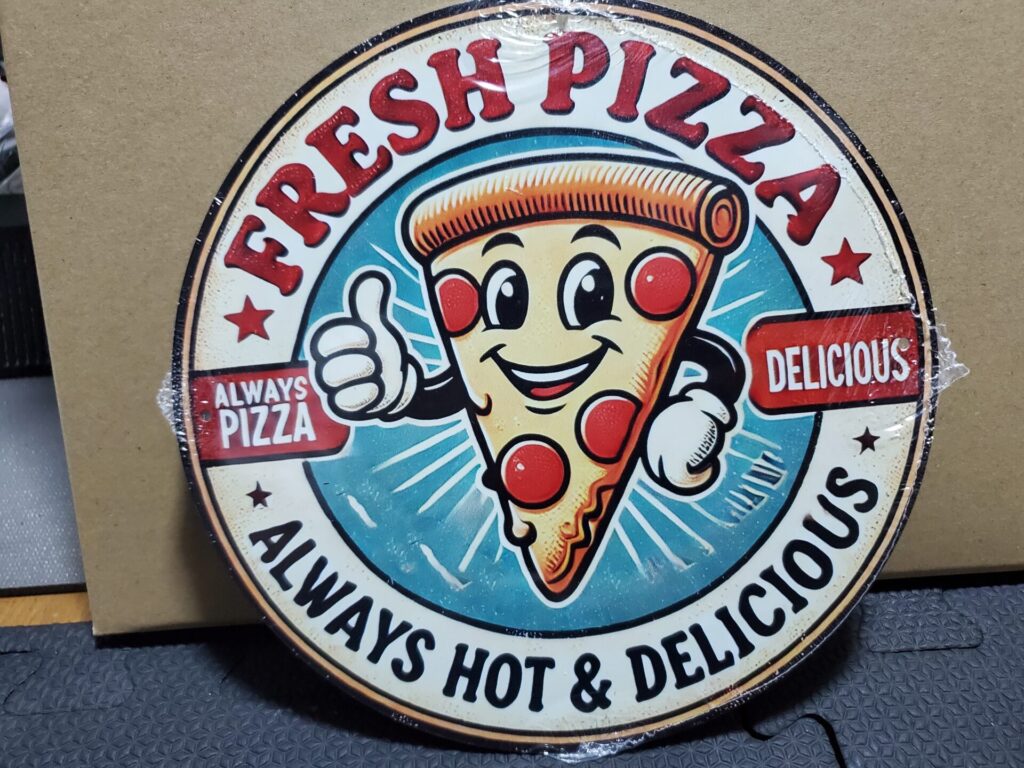 FRESH PIZZA
ALWAYS
PIZZA
DELICIOUS
ALWAYS HOT & DELICIOUS